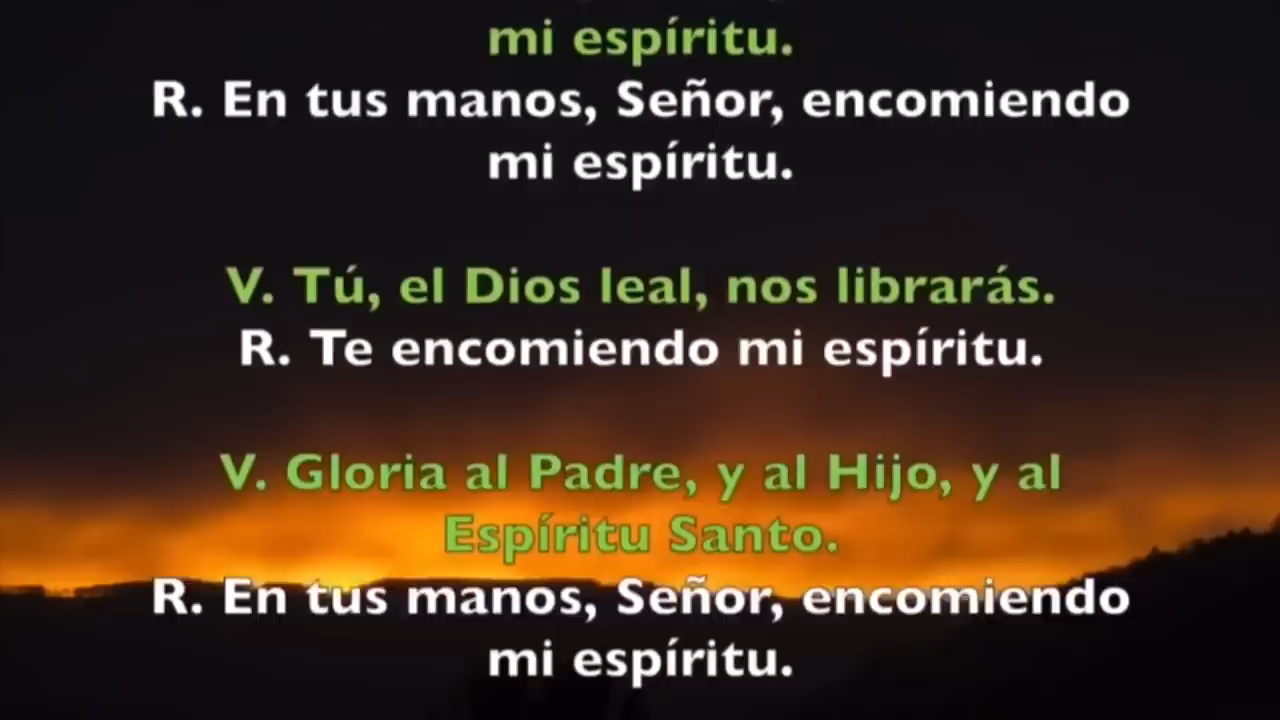 mi espíritu.
R. En tus manos, Señor, encomiendo
mi espíritu.
V. Tú, el Dios leal, nos librarás.
R. Te encomiendo mi espíritu.
V. Gloria al Padre, y al Hijo, y al
Espíritu Santo.
R. En tus manos, Señor, encomiendo
mi espíritu.